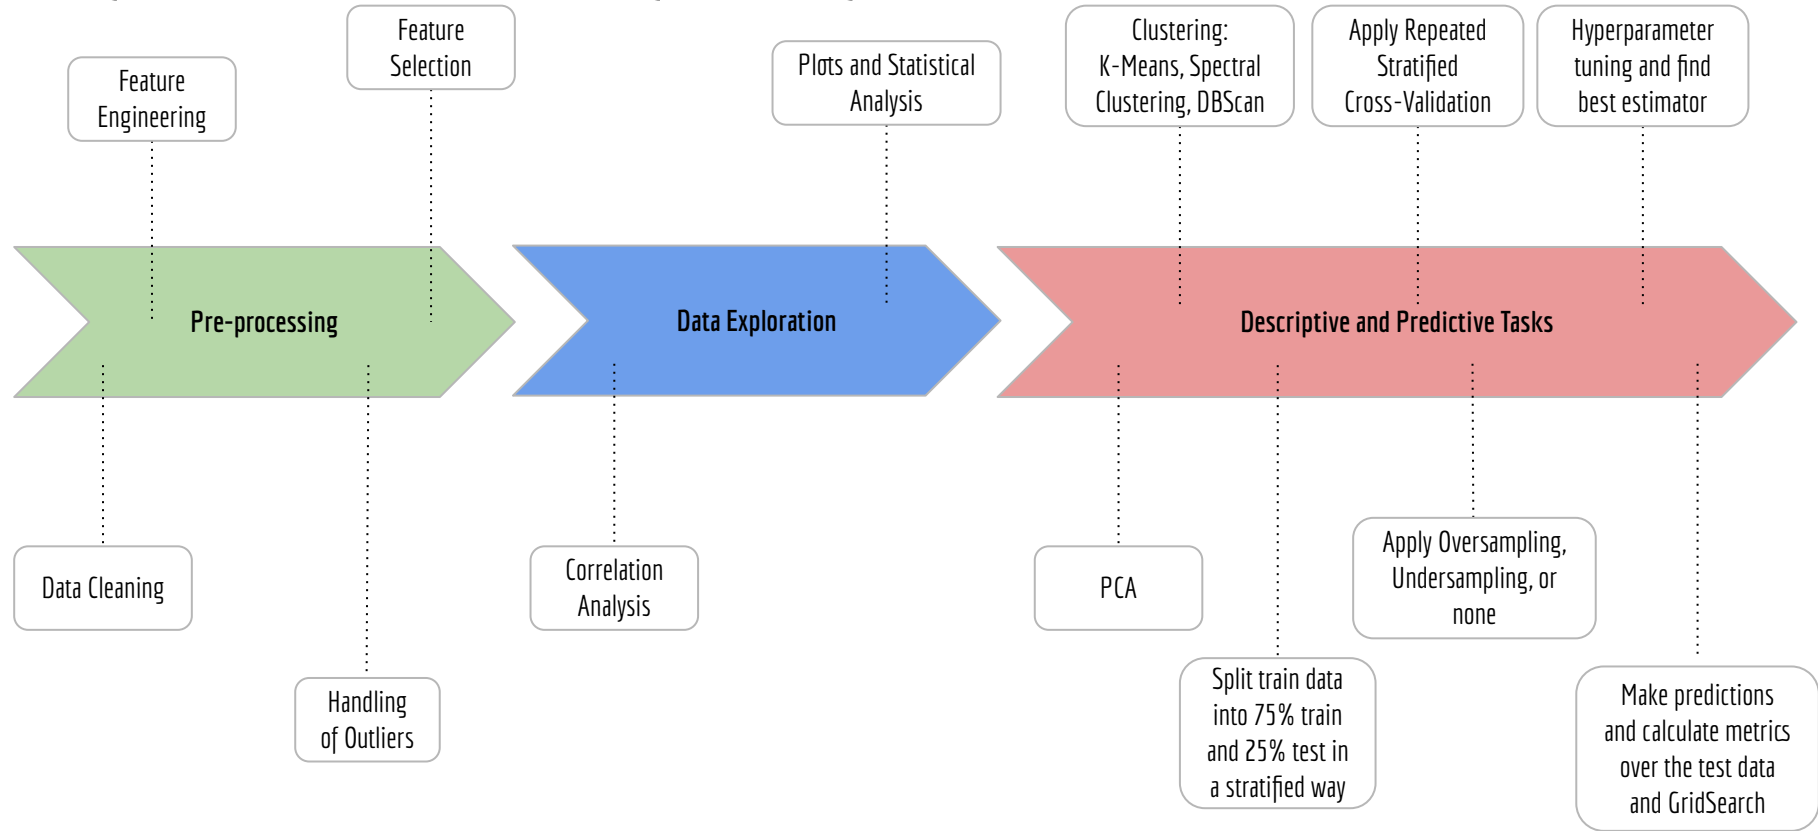 Feature
Engineering
Feature
Selection
Plots and Statistical
Analysis
Clustering:
K-Means, Spectral
Clustering, DBScan
Apply Repeated
Stratified
Cross-Validation
Hyperparameter
tuning and find
best estimator
Pre-processing
Data Exploration
Descriptive and Predictive Tasks
Data Cleaning
Handling
of Outliers
Correlation
Analysis
PCA
Split train data
into 75% train
and 25% test in
a stratified way
Apply Oversampling,
Undersampling, or
none
Make predictions
and calculate metrics
over the test data
and GridSearch